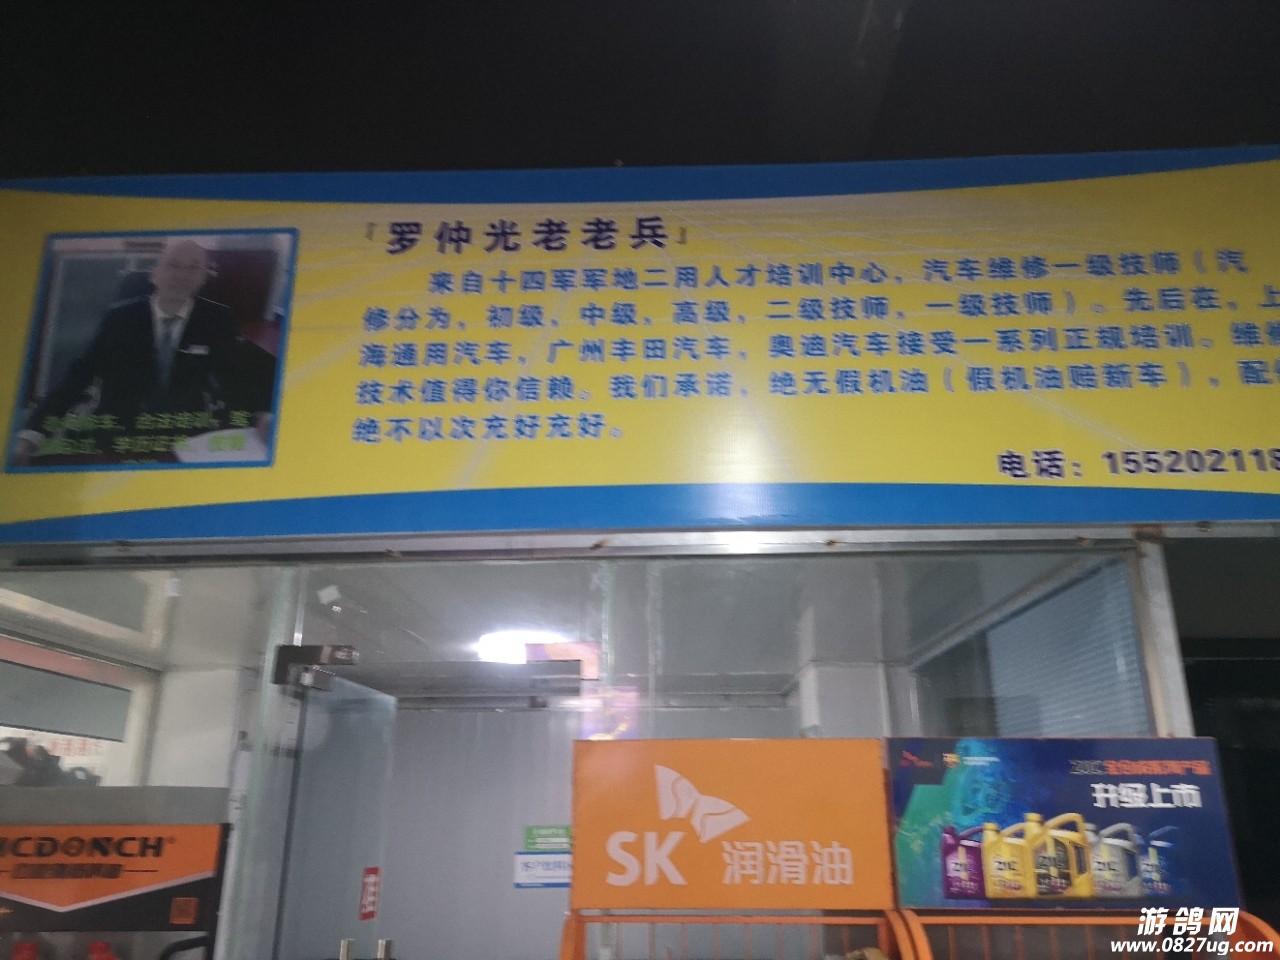 『罗仲光老老兵』
来自十四军军地二用人才培训中心，汽车维修一级技师（汽
修分为，初级，中级，高级，二级技师，一级技师）。先后在，上
海通用汽车，广州丰田汽车，奥迪汽车接受一系列正规培训。维修
技术值得你信赖。我们承诺，绝无假机油（假机油赔新车），配
绝不以次充好充好。
电话：15520211
SK 润滑油
升级上市
CDONCH®
游鸽网
www.0827ug.com